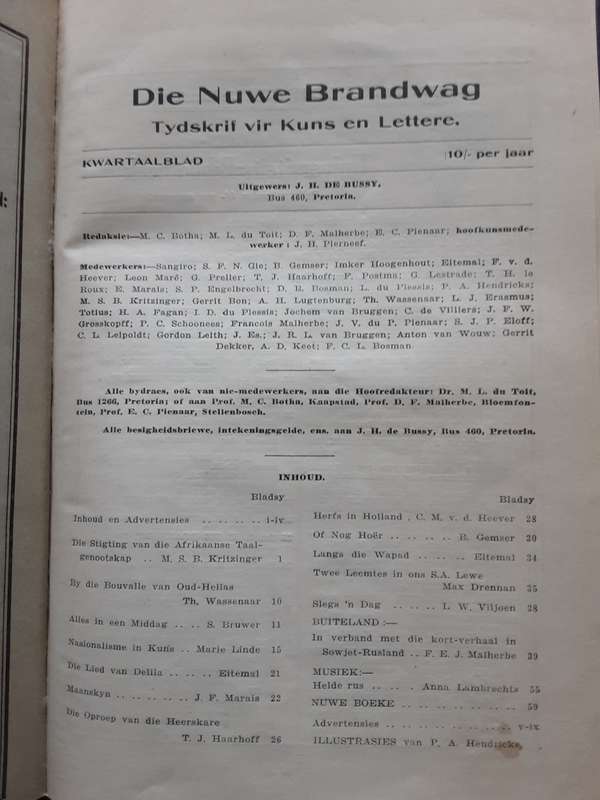 Die Nuwe Brandwag
Tydskrif vir Kuns en Lettere.
KWARTAALBLAD 10/- per jaar
Uitgewers: J. H. DE BUSSY,
Bus 460, Pretoria.
Redaksie:—M. C. Botha; M. L. du Toit; D. F. Malherbe; E. C. Pienaar; hoofkunsmede-
werker: J. H. Pierneef.
Medewerkers:—Sangiro; S. F. N. Gie; B. Gemser; Imker Hoogenhout; Eitemal; F. v. d.
Heever; Leon Maré; G. Preller; T. J. Haarhoff; F. Postma; G. Lestrade; T. H. le
Roux; E. Marais; S. P. Engelbrecht; D. B. Bosman; L. du Plessis; P. A. Hendricks;
M. S. B. Kritzinger; Gerrit Bon; A. H. Lugtenburg; Th. Wassenaar; L. J. Erasmus;
Totius; H. A. Fagan; I. D. du Plessis; Jochem van Bruggen; C. de Villiers; J. F. W.
Grosskopff; P. C. Schoonees; Francois Malherbe; J. V. du P. Pienaar; S. J. P. Eloff;
C. L. Leipoldt; Gordon Leith; J. Es.; J. R. L. van Bruggen; Anton van Wouw; Gerrit
Dekker, A. D. Keet; F. C. L. Bosman
Alle bydraes, ook van nie-medewerkers, aan die Hoofredakteur: Dr. M. L. du Toit,
Bus 1266, Pretoria; of aan Prof. M. C. Botha, Kaapstad, Prof. D. F. Malherbe, Bloemfon-
tein, Prof. E. C. Pienaar, Stellenbosch.
Alle besigheidsbriewe, intekeningsgelde, ens. aan J. H. de Bussy, Bus 460, Pretoria.
INHOUD.
Bladsy
Inhoud en Advertensies .. .. .. .. i-iv
Die Stigting van die Afrikaanse Taal-
genootskap .. M. S. B. Kritzinger 1
By die Bouvalle van Oud-Hellas
Th. Wassenaar 10
Alles in een Middag .. .. S. Bruwer 11
Nasionalisme in Kuns .. Marie Linde 15
Die Lied van Delila .. .. .. Eitemal 21
Maanskyn .. .. .. .. J. F. Marais 22
Die Oproep van die Heerskare
T. J. Haarhoff 26
Bladsy
Herfs in Holland , C. M. v. d. Heever 28
Of Nog Hoër .. .. .. .. B. Gemser 30
Langs die Wapad .. .. .. Eitemal 34
Twee Leemtes in ons S.A. Lewe
Max Drennan 35
Slegs 'n Dag .. .. .. L. W. Viljoen 38
BUITELAND :—
In verband met die kort-verhaal in
Sowjet-Rusland .. F. E. J. Malherbe 39
MUSIEK:—
Helde rus .. .. .. Anna Lambrechts 55
NUWE BOEKE .. .. .. .. .. .. .. 59
Advertensies .. .. .. .. .. .. .. v-ix
ILLUSTRASIES van P. A. Hendricks